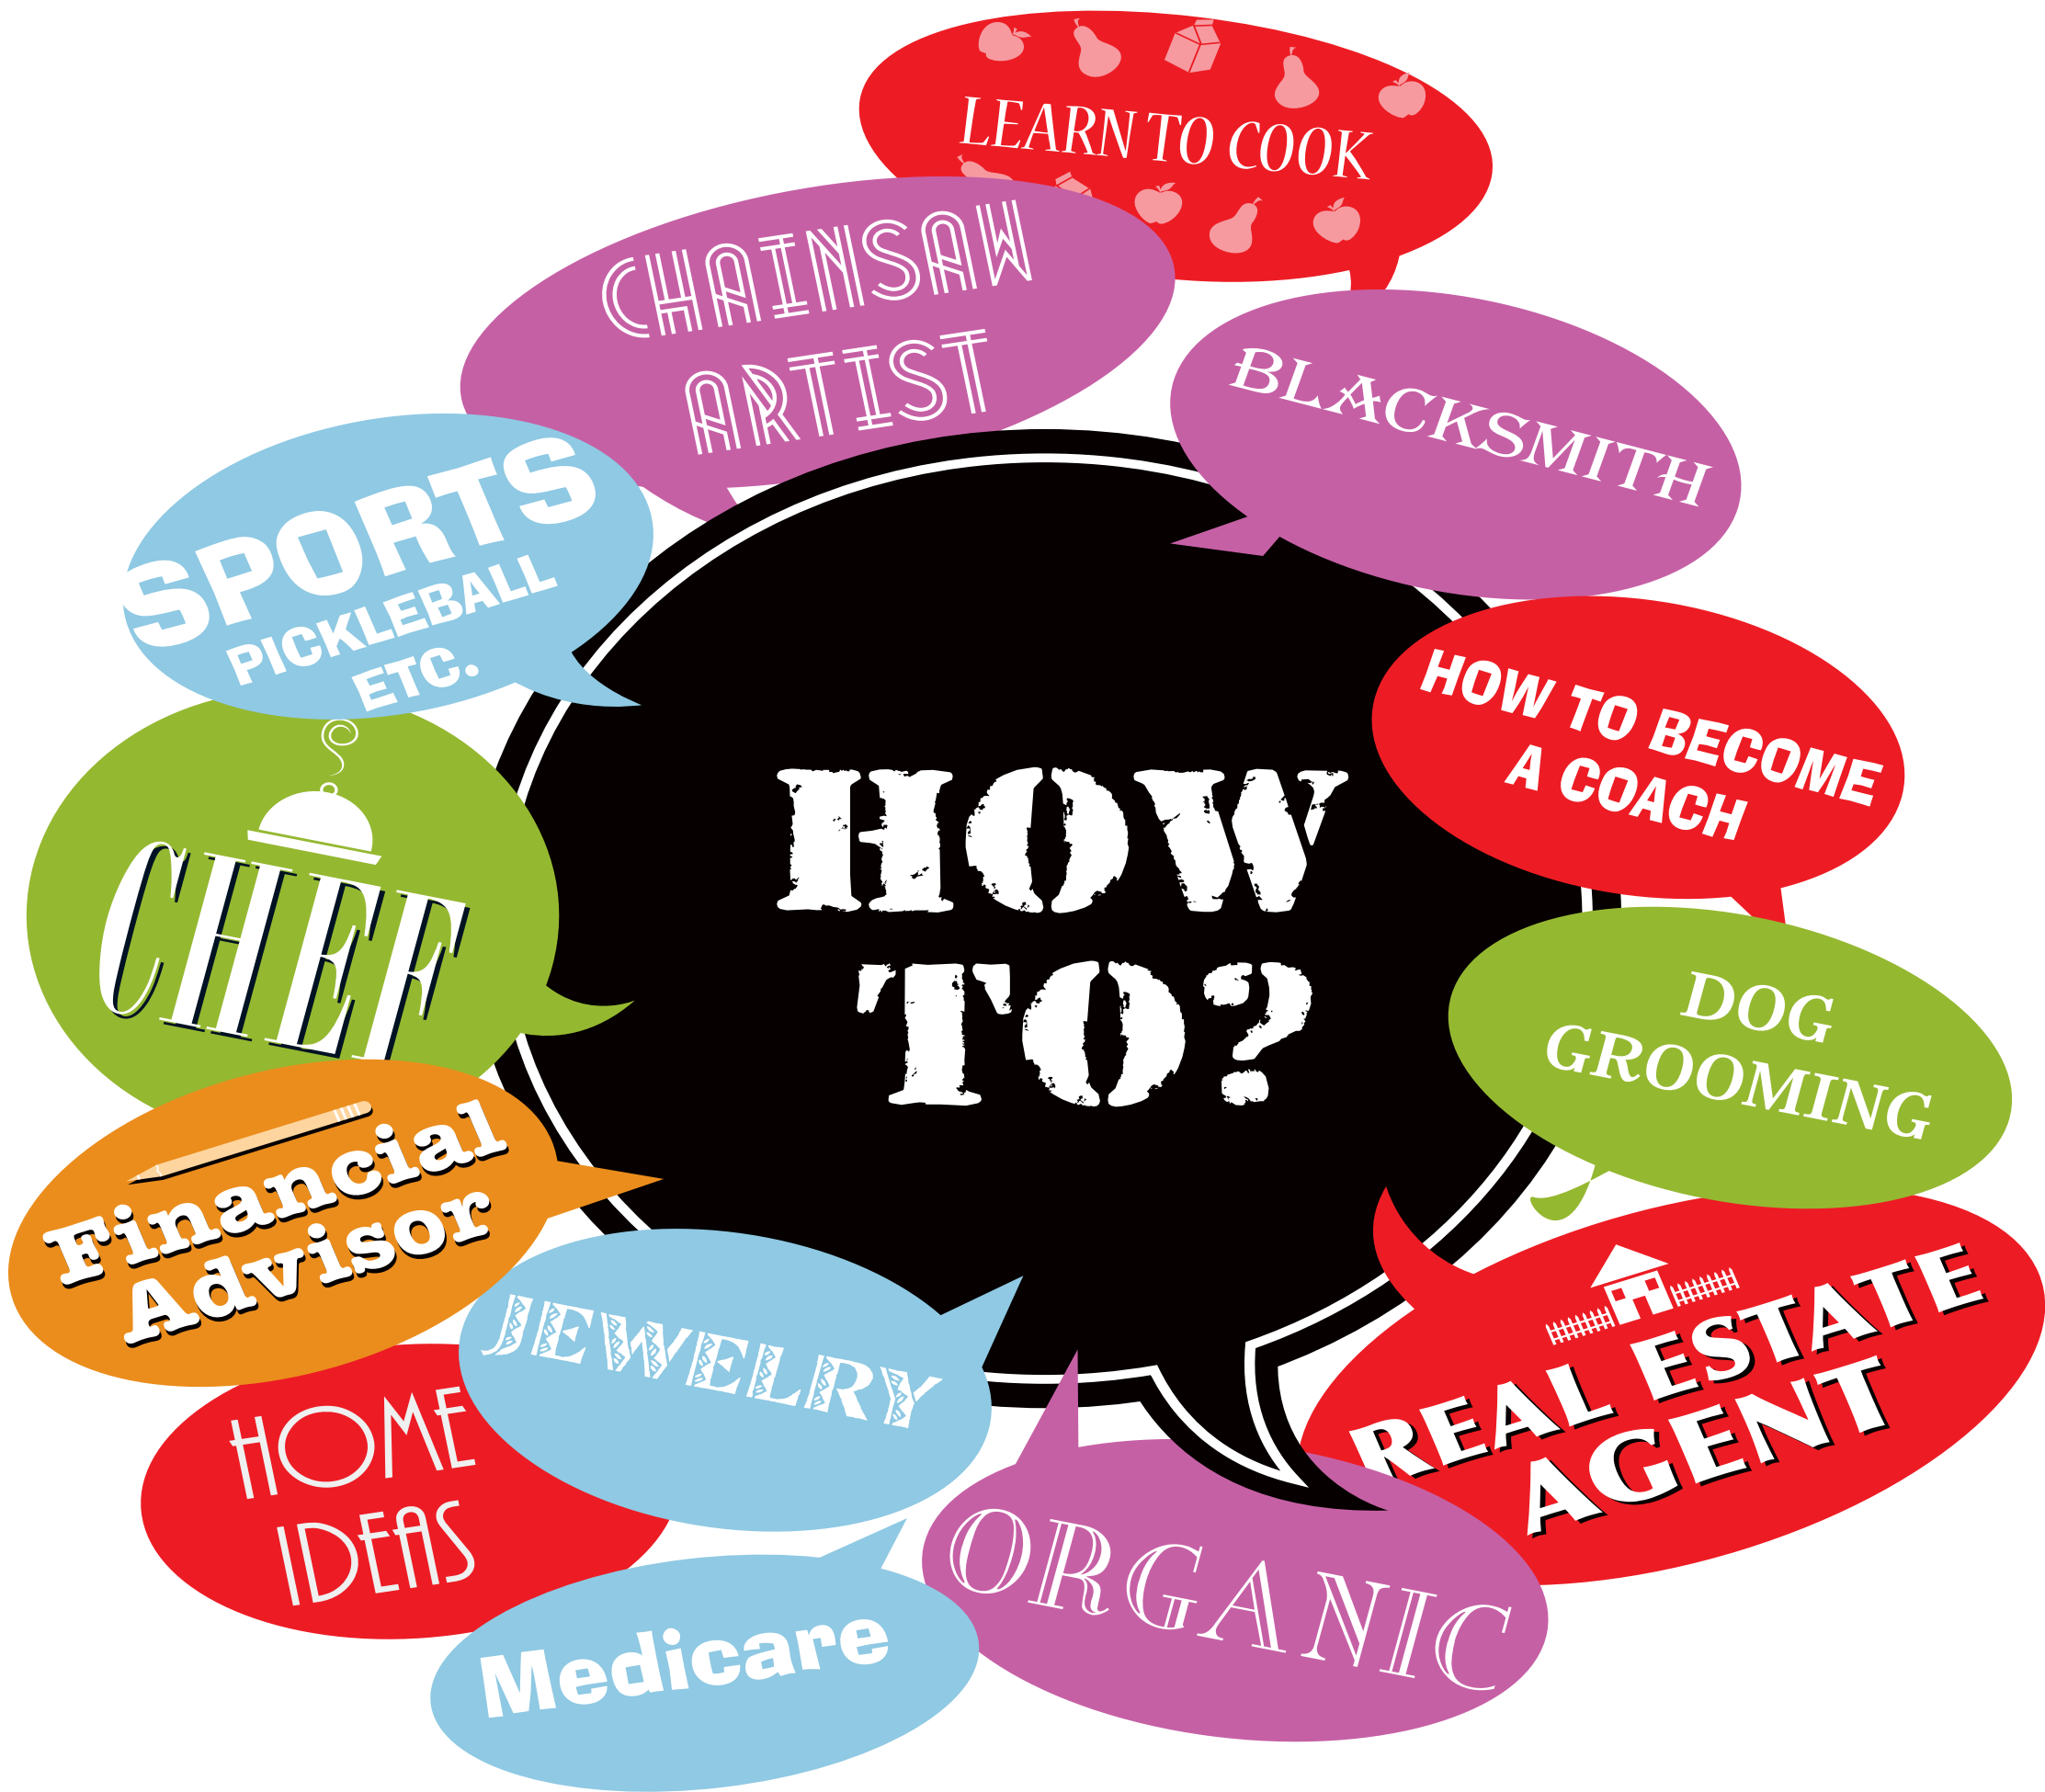 LEARN TO COOK
CHAINSAW
ARTIST
BLACKSMITH
SPORTS
PICKLEBALL
ETC.
HOW TO BECOME
A COACH
CHEF
HOW
TO?
DOG
GROOMING
Financial
Advisor
REAL ESTATE
AGENT
JEWELRY
HOME
IDEAS
ORGANIC
Medicare